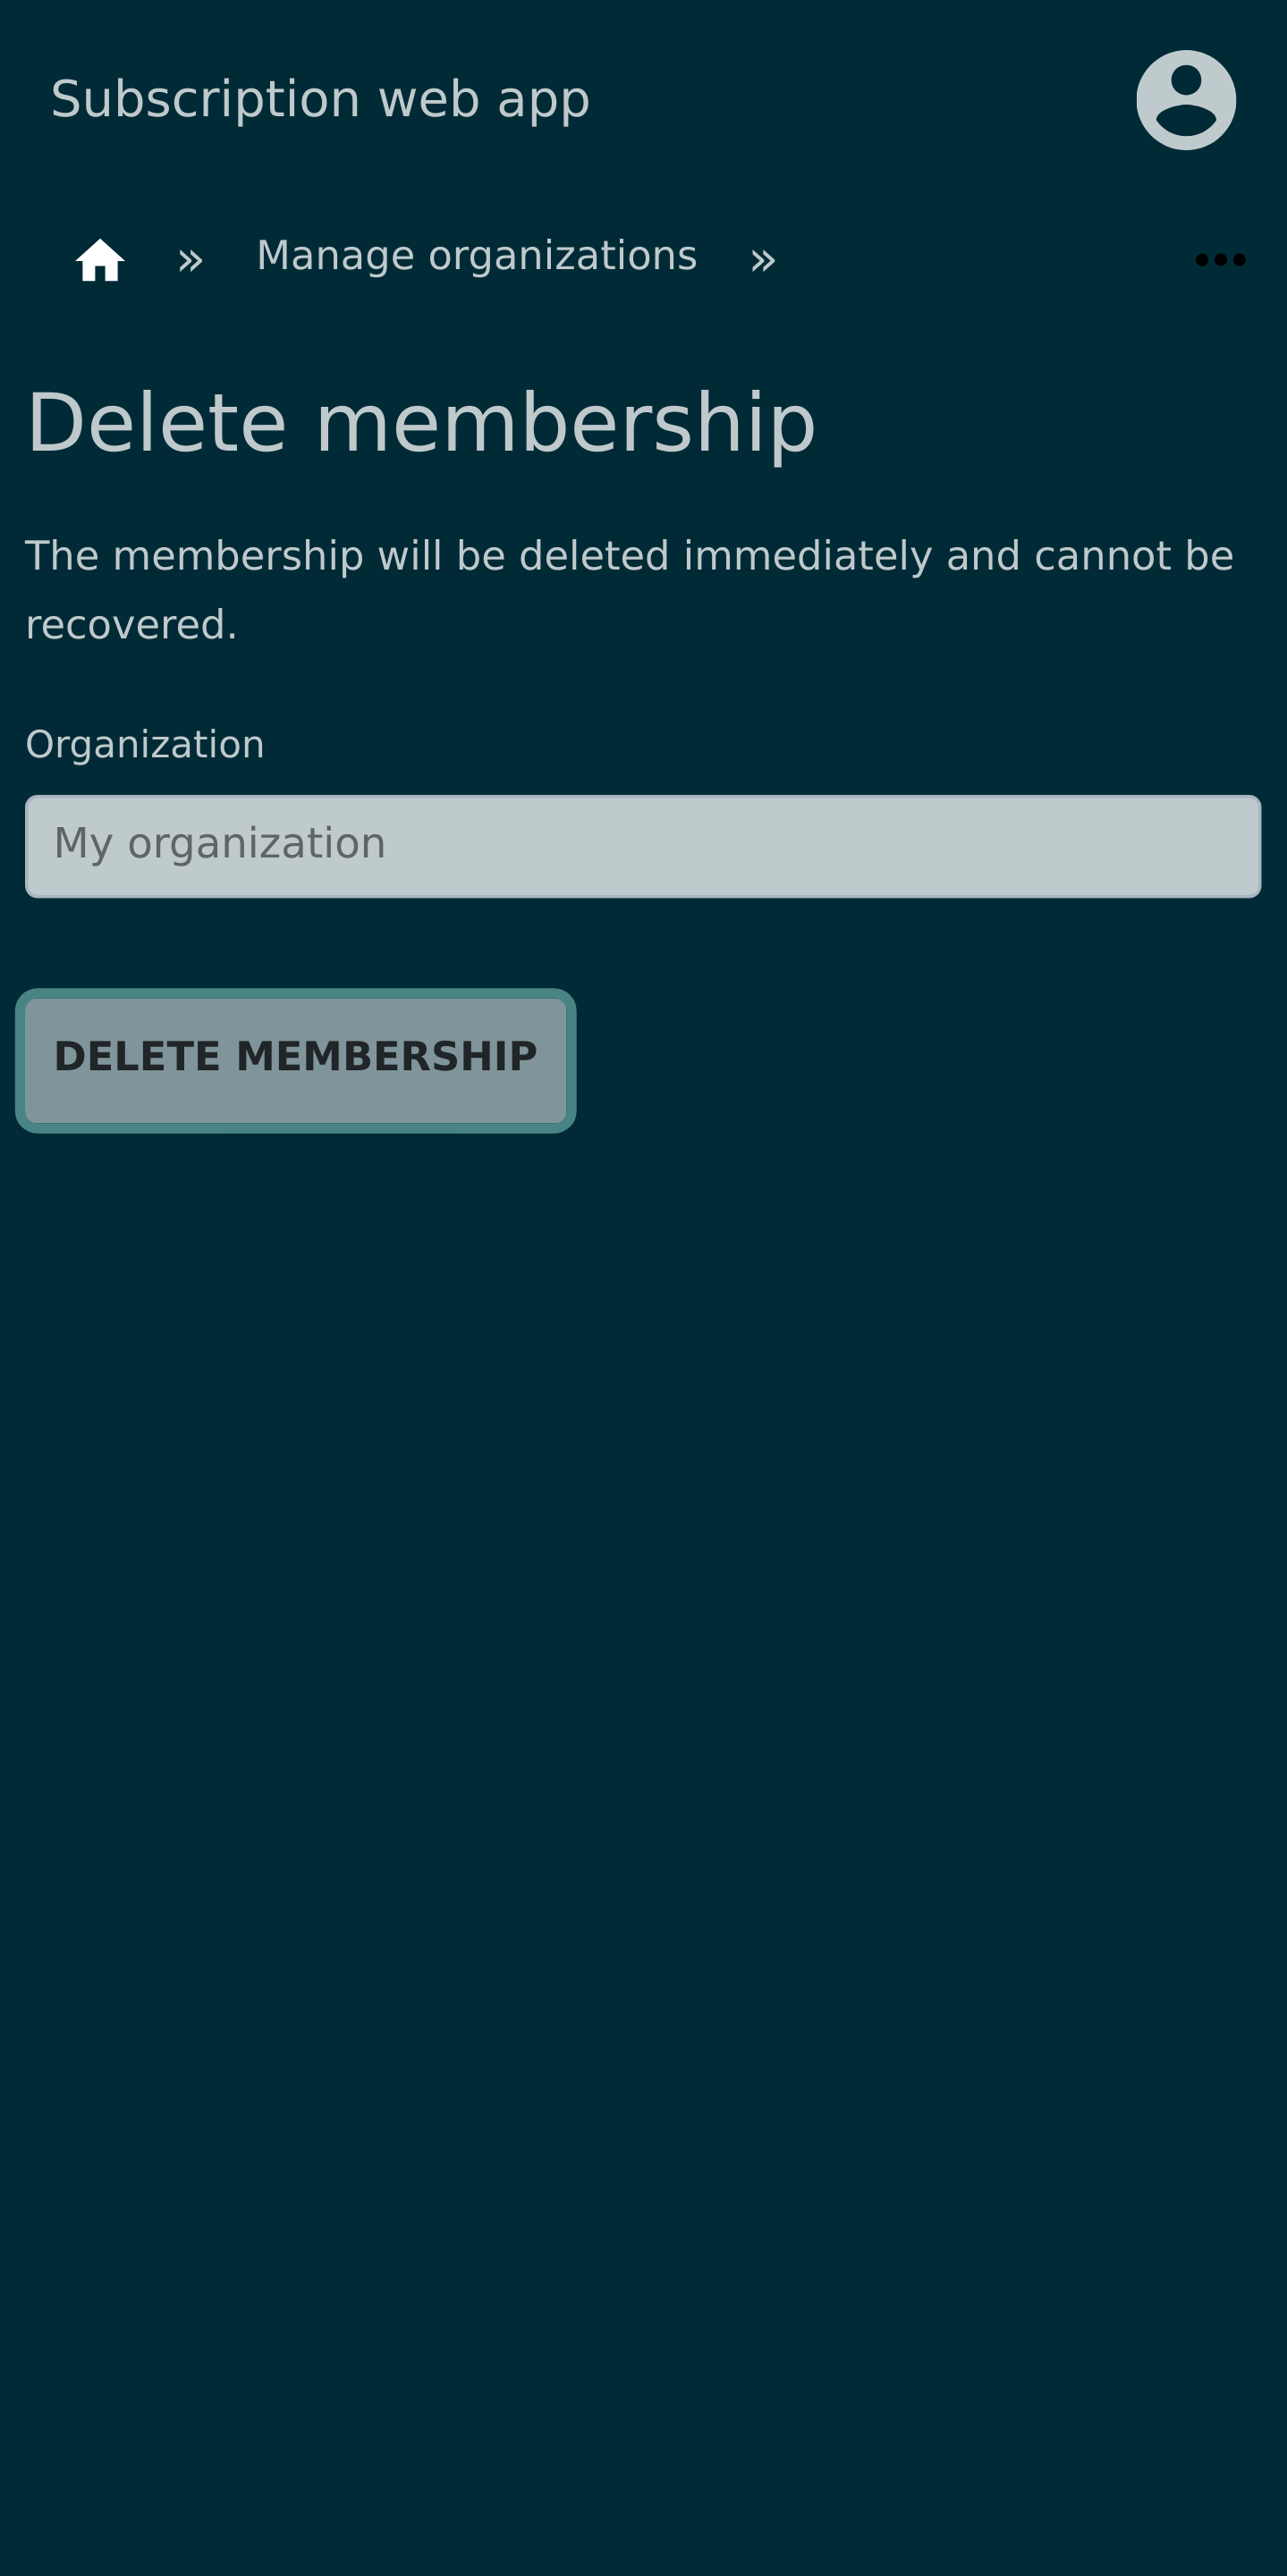 Subscription web app
» Manage organizations » •••
Delete membership
The membership will be deleted immediately and cannot be
recovered.
Organization
My organization
DELETE MEMBERSHIP